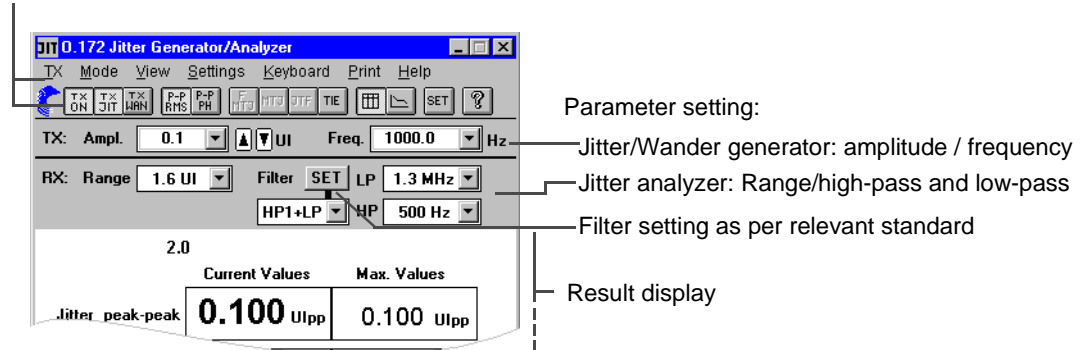 JIT O.172 Jitter Generator/Analyzer
TX Mode View Settings Keyboard Print Help
TX ON TX JIT TX WAN P-P RMS P-P PH F MTJ MTJ JTF TIE SET ?
TX: Ampl. 0.1 UI Freq. 1000.0 Hz
RX: Range 1.6 UI Filter SET LP 1.3 MHz
HP1+LP HP 500 Hz
2.0
Current Values Max. Values
Jitter peak-peak 0.100 UIpp 0.100 UIpp
Parameter setting:
Jitter/Wander generator: amplitude / frequency
Jitter analyzer: Range/high-pass and low-pass
Filter setting as per relevant standard
Result display